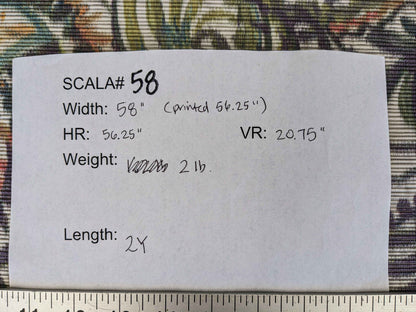 SCALA# 58
Width: 58" (printed 56.25")
HR: 56.25" VR: 20.75"
Weight: 2 lb.
Length: 2Y